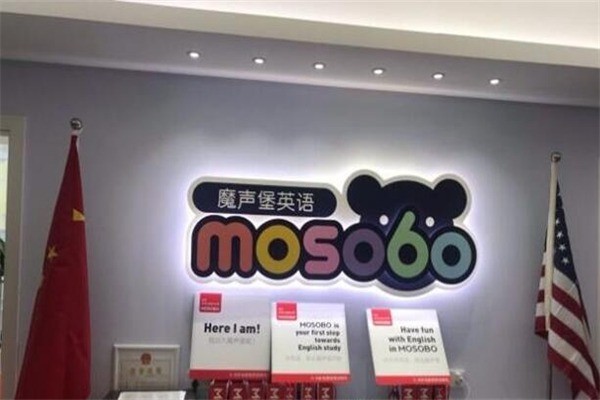 魔声堡英语
mosobo
Here I am!
MOSOBO is
your first step
towards
English study
Have fun
with English
in MOSOBO